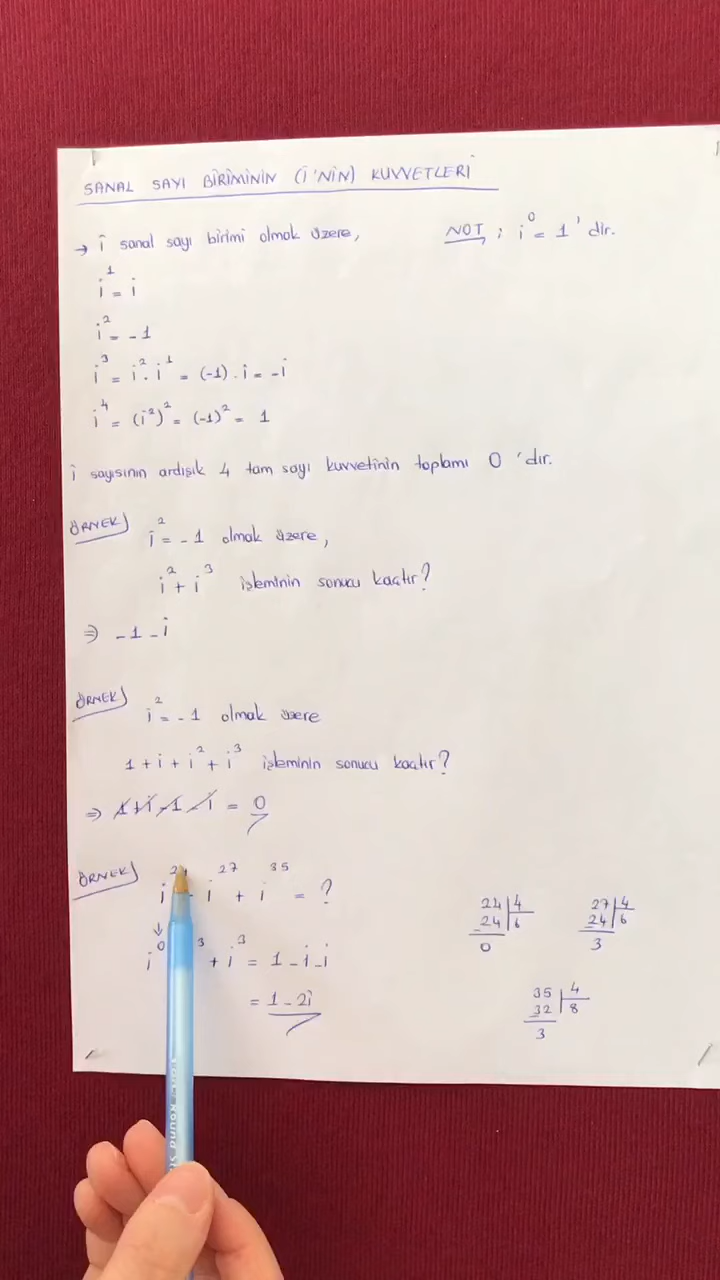 SANAL SAYI BİRİMİNİN (i'NİN) KUVVETLERİ
→ i sanal sayı birimi olmak üzere,
NOT ; i⁰ = 1' dir.
i¹ = i
i² = -1
i³ = i² . i¹ = (-1) . i = -i
i⁴ = (i²)² = (-1)² = 1
i sayısının ardışık 4 tam sayı kuvvetinin toplamı 0 'dır.
ÖRNEK) i² = -1 olmak üzere,
i² + i³ işleminin sonucu kaçtır?
⇒ -1 - i
ÖRNEK) i² = -1 olmak üzere
1 + i + i² + i³ işleminin sonucu kaçtır?
⇒ 1 + i - 1 - i = 0
ÖRNEK) i²⁴ + i²⁷ + i³⁵ = ?
↓
i⁰ ³ + i³ = 1 - i - i
= 1 - 2i
24 | 4
- 24 | 6
0
27 | 4
- 24 | 6
3
35 | 4
- 32 | 8
3